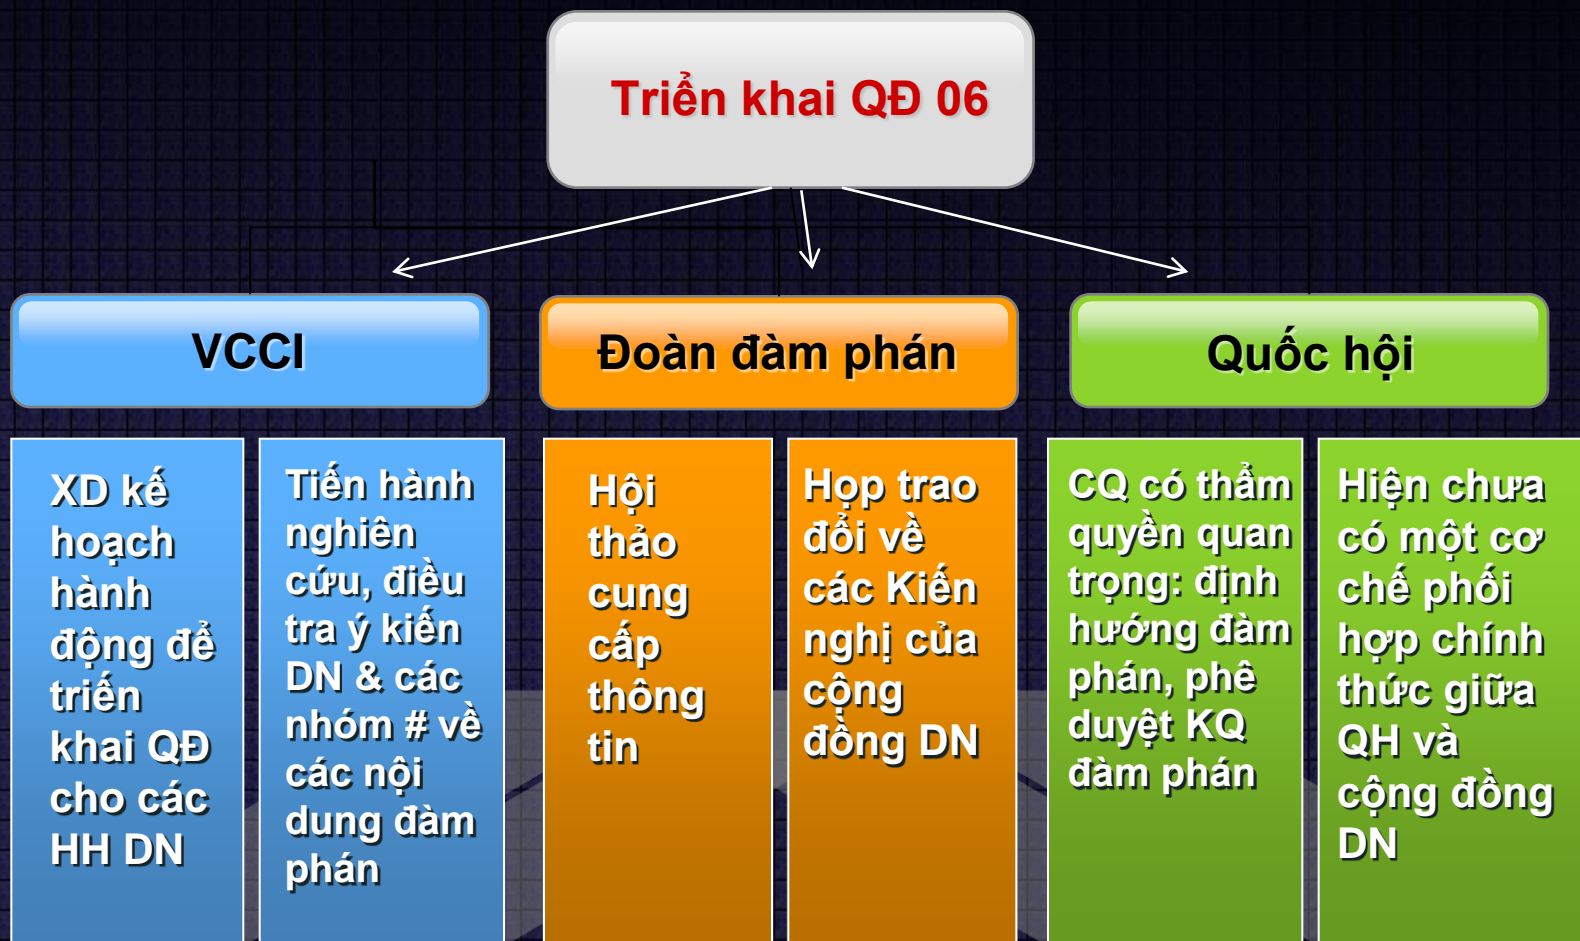 Triển khai QĐ 06
VCCI
Đoàn đàm phán
Quốc hội
XD kế
hoạch
hành
động để
triến
khai QĐ
cho các
HH DN
Tiến hành
nghiên
cứu, điều
tra ý kiến
DN & các
nhóm # về
các nội
dung đàm
phán
Hội
thảo
cung
cấp
thông
tin
Họp trao
đổi về
các Kiến
nghị của
cộng
đồng DN
CQ có thẩm
quyền quan
trọng: định
hướng đàm
phán, phê
duyệt KQ
đàm phán
Hiện chưa
có một cơ
chế phối
hợp chính
thức giữa
QH và
cộng đồng
DN